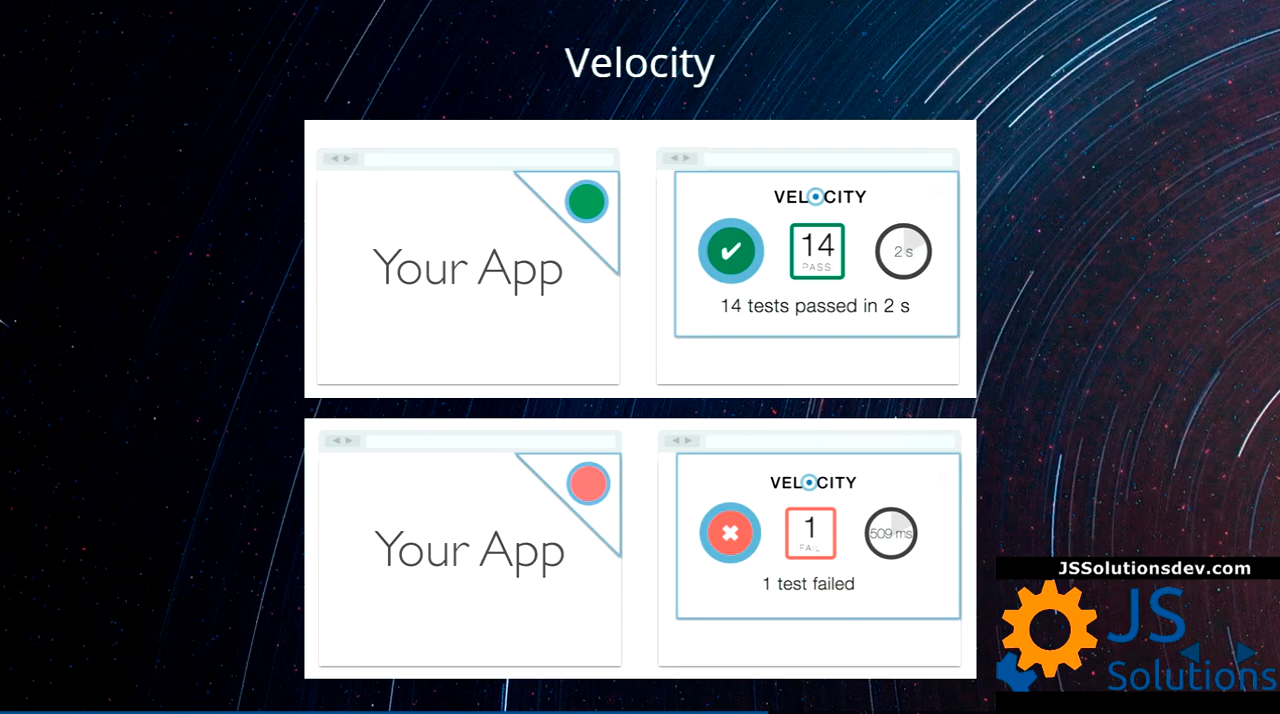 Velocity
Your App
VELOCITY
✔
14
PASS
2 s
14 tests passed in 2 s
Your App
VELOCITY
✖
1
FAIL
509 ms
1 test failed
JSSolutionsdev.com
JS
Solutions